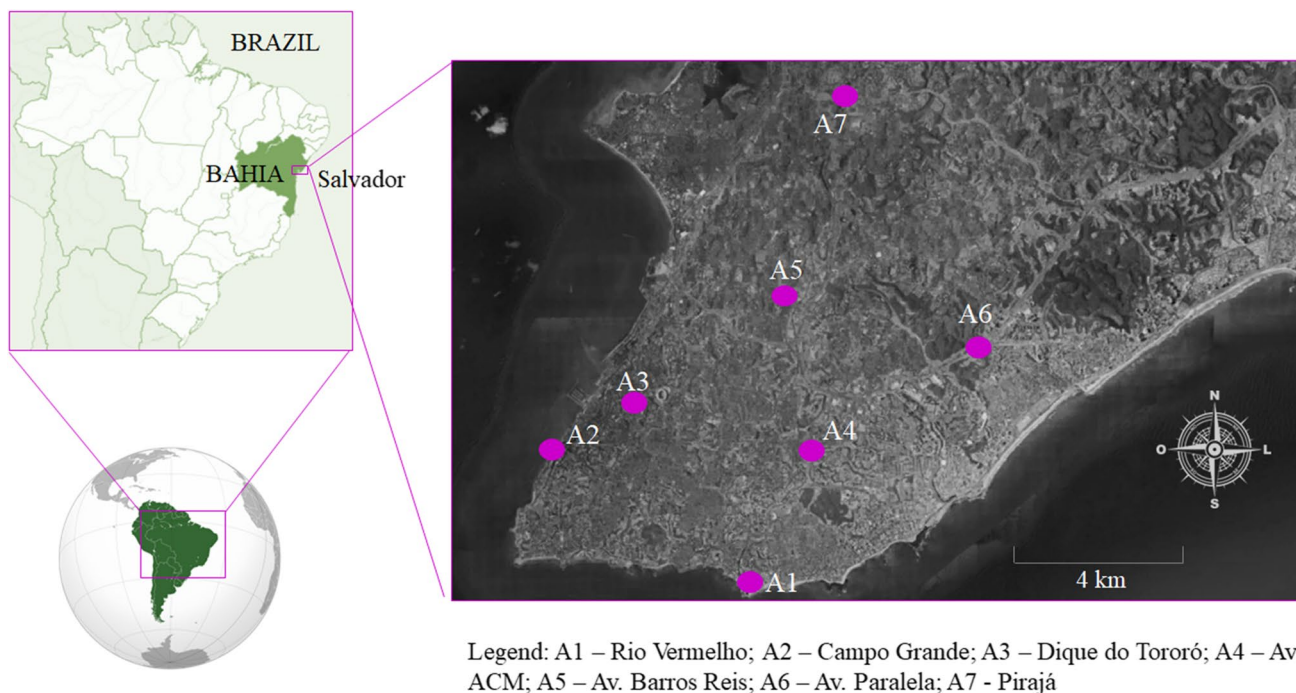 BRAZIL
BAHIA
Salvador
A7
A5
A6
A3
A2
A4
A1
N
O
L
S
4 km
Legend: A1 – Rio Vermelho; A2 – Campo Grande; A3 – Dique do Tororó; A4 – Av
ACM; A5 – Av. Barros Reis; A6 – Av. Paralela; A7 - Pirajá